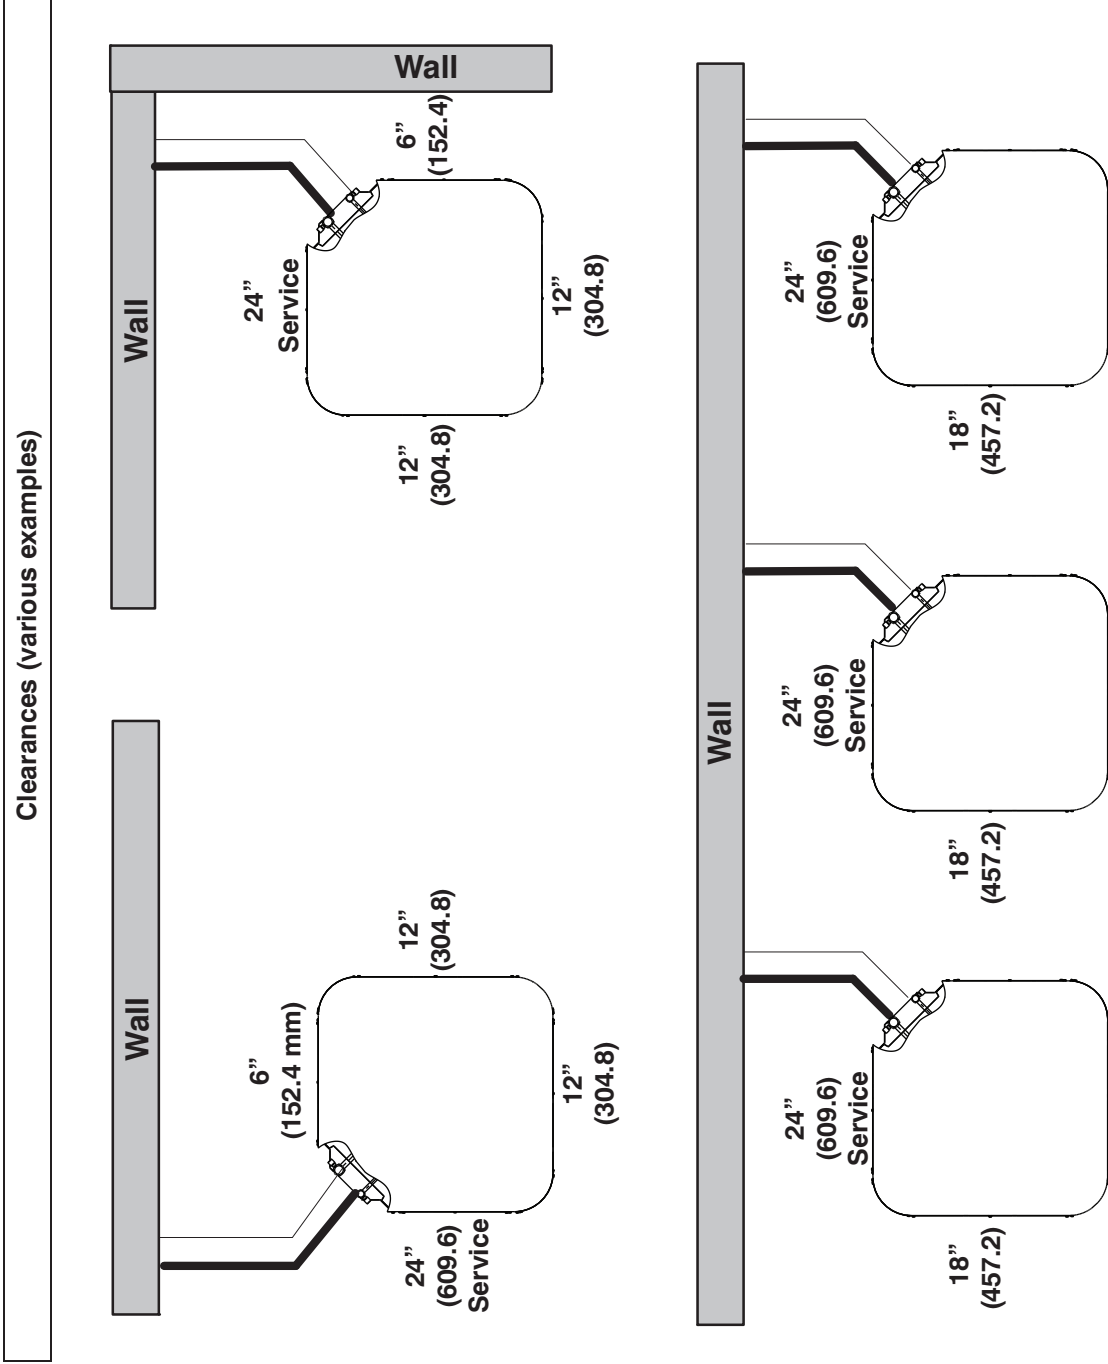 Clearances (various examples)
Wall
6”
(152.4 mm)
24”
(609.6)
Service
12”
(304.8)
12”
(304.8)
Wall
Wall
24”
Service
12”
(304.8)
6”
(152.4)
12”
(304.8)
Wall
24”
(609.6)
Service
18”
(457.2)
24”
(609.6)
Service
18”
(457.2)
24”
(609.6)
Service
18”
(457.2)